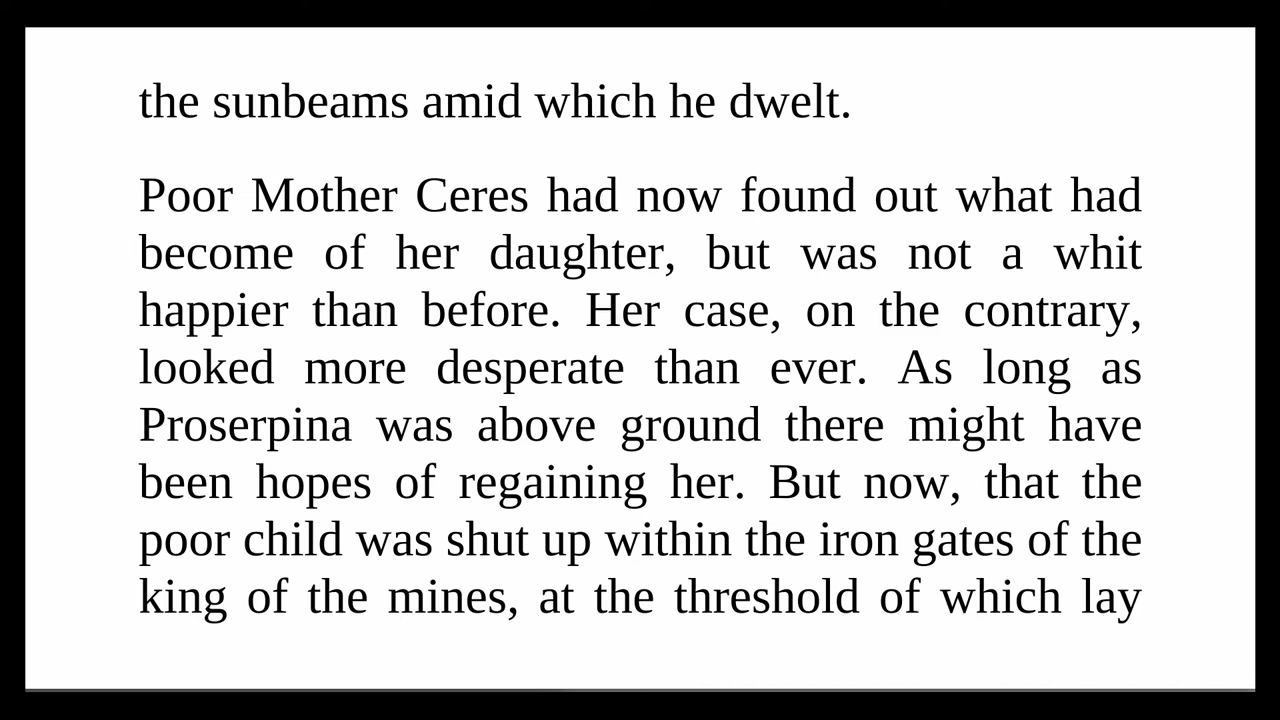 the sunbeams amid which he dwelt.
Poor Mother Ceres had now found out what had
become of her daughter, but was not a whit
happier than before. Her case, on the contrary,
looked more desperate than ever. As long as
Proserpina was above ground there might have
been hopes of regaining her. But now, that the
poor child was shut up within the iron gates of the
king of the mines, at the threshold of which lay